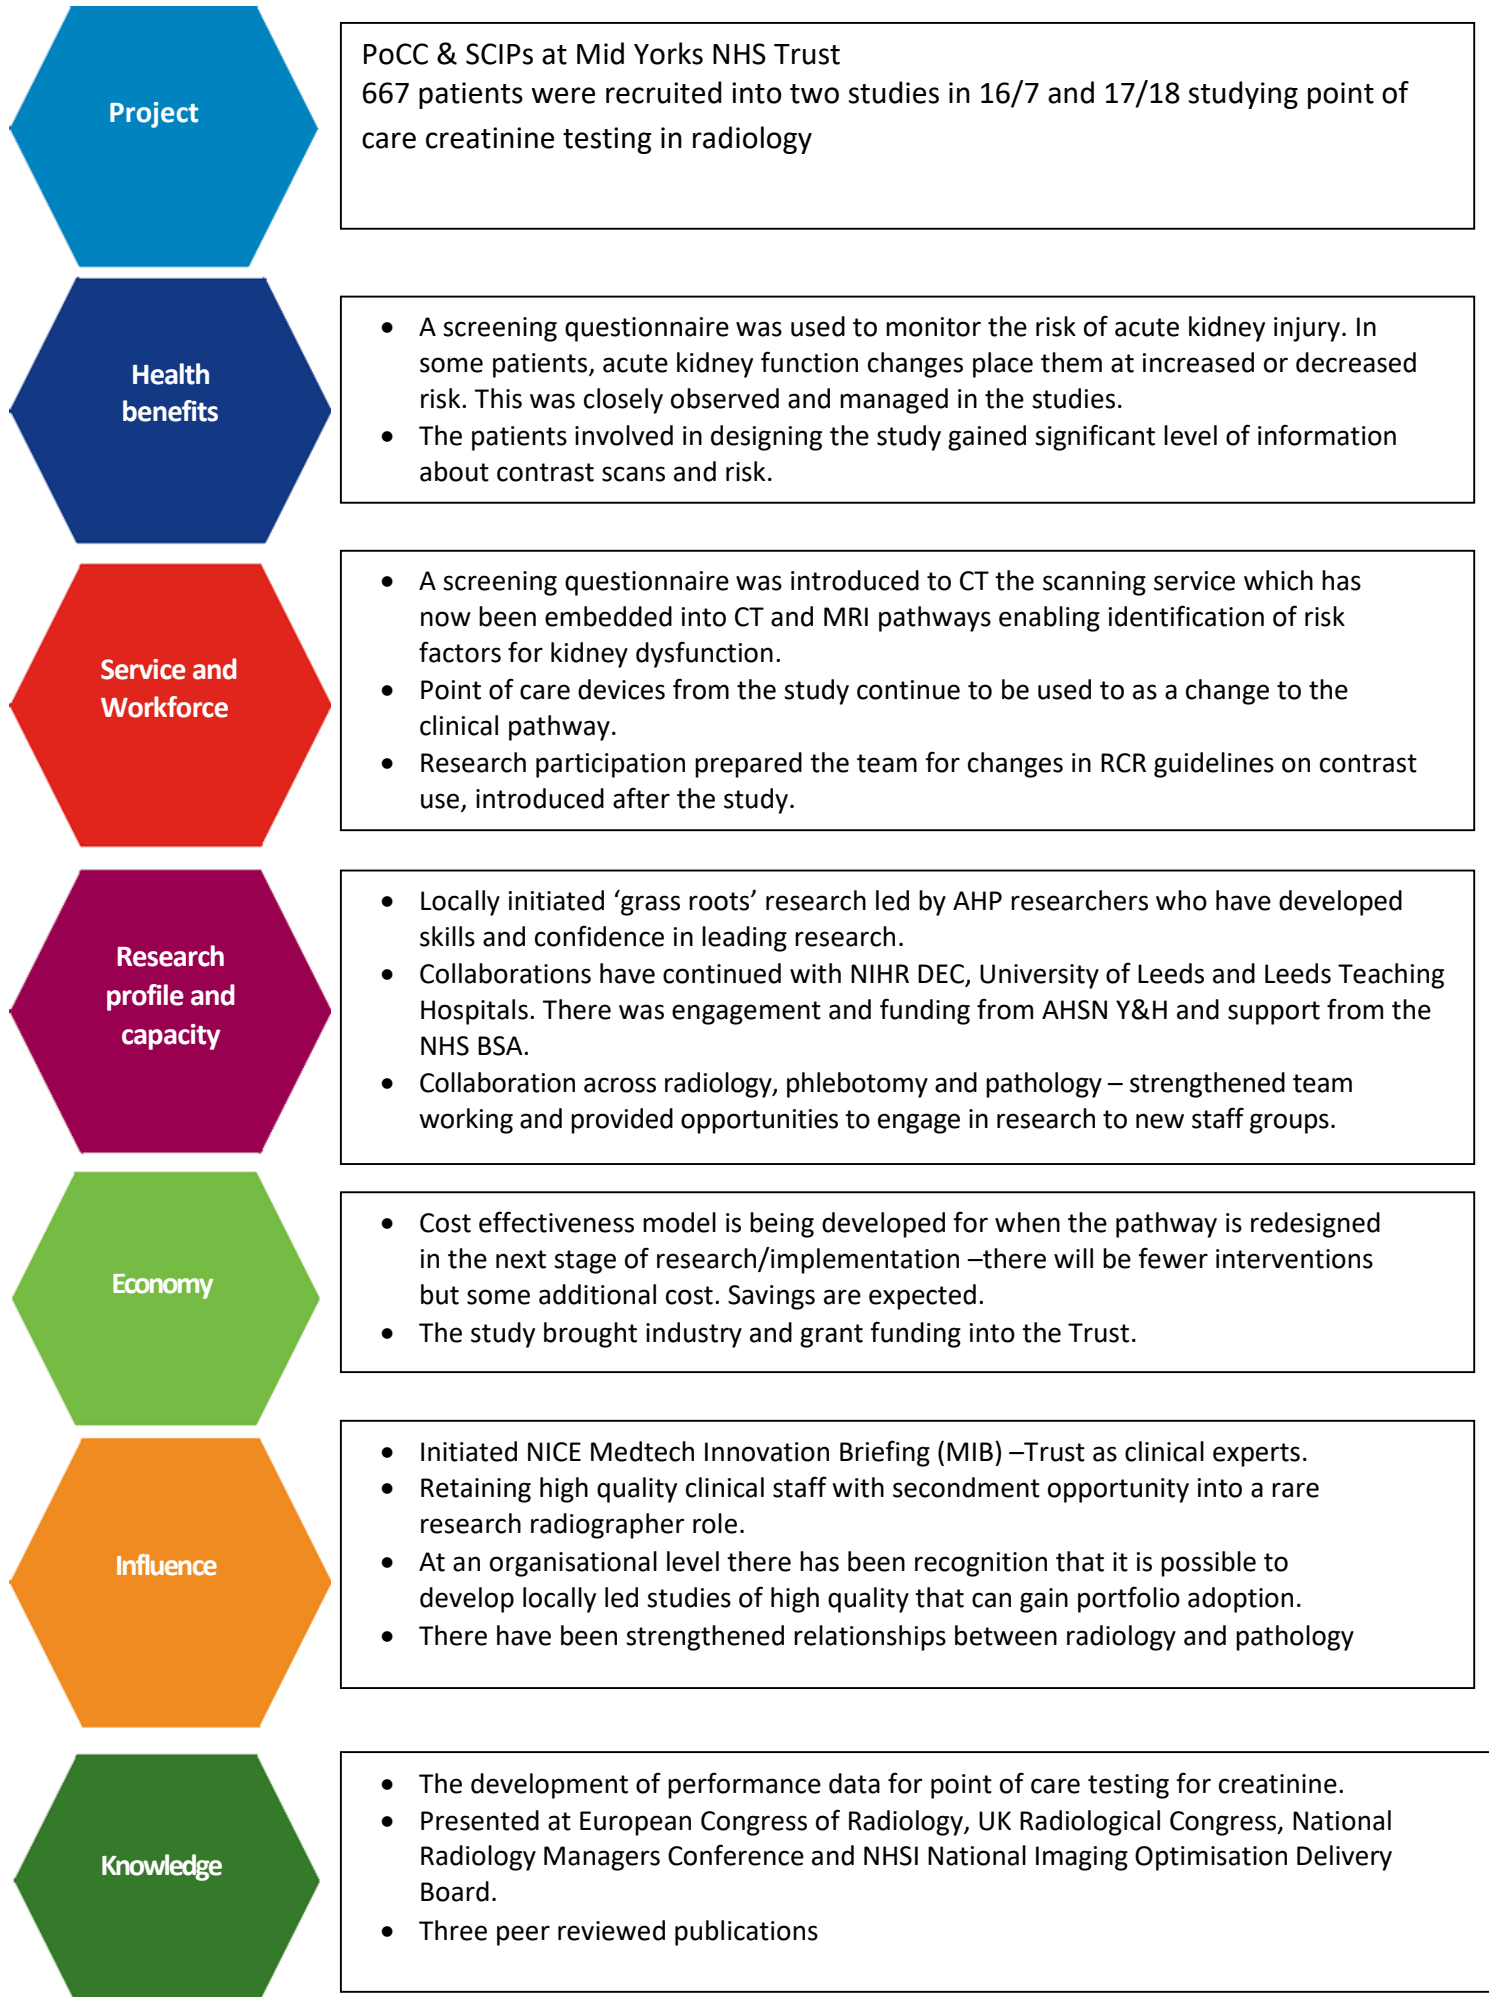 Project
PoCC & SCIPs at Mid Yorks NHS Trust
667 patients were recruited into two studies in 16/7 and 17/18 studying point of
care creatinine testing in radiology
Health
benefits
• A screening questionnaire was used to monitor the risk of acute kidney injury. In
some patients, acute kidney function changes place them at increased or decreased
risk. This was closely observed and managed in the studies.
• The patients involved in designing the study gained significant level of information
about contrast scans and risk.
Service and
Workforce
• A screening questionnaire was introduced to CT the scanning service which has
now been embedded into CT and MRI pathways enabling identification of risk
factors for kidney dysfunction.
• Point of care devices from the study continue to be used to as a change to the
clinical pathway.
• Research participation prepared the team for changes in RCR guidelines on contrast
use, introduced after the study.
Research
profile and
capacity
• Locally initiated ‘grass roots’ research led by AHP researchers who have developed
skills and confidence in leading research.
• Collaborations have continued with NIHR DEC, University of Leeds and Leeds Teaching
Hospitals. There was engagement and funding from AHSN Y&H and support from the
NHS BSA.
• Collaboration across radiology, phlebotomy and pathology – strengthened team
working and provided opportunities to engage in research to new staff groups.
Economy
• Cost effectiveness model is being developed for when the pathway is redesigned
in the next stage of research/implementation –there will be fewer interventions
but some additional cost. Savings are expected.
• The study brought industry and grant funding into the Trust.
Influence
• Initiated NICE Medtech Innovation Briefing (MIB) –Trust as clinical experts.
• Retaining high quality clinical staff with secondment opportunity into a rare
research radiographer role.
• At an organisational level there has been recognition that it is possible to
develop locally led studies of high quality that can gain portfolio adoption.
• There have been strengthened relationships between radiology and pathology
Knowledge
• The development of performance data for point of care testing for creatinine.
• Presented at European Congress of Radiology, UK Radiological Congress, National
Radiology Managers Conference and NHSI National Imaging Optimisation Delivery
Board.
• Three peer reviewed publications